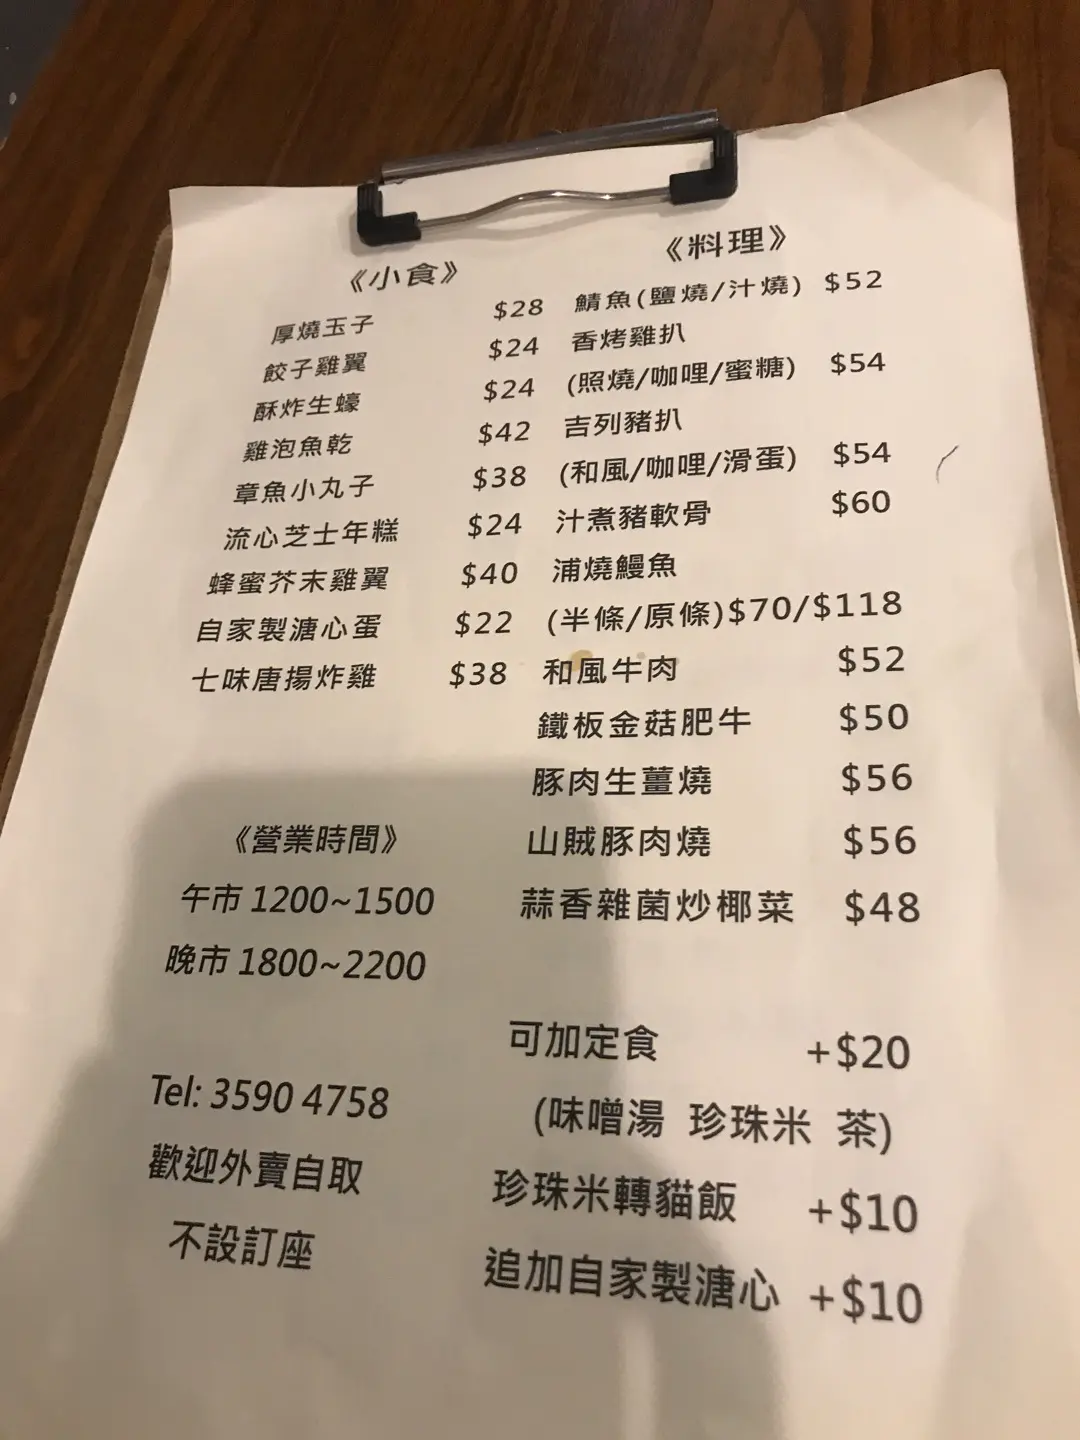 《小食》
厚燒玉子 $28
餃子雞翼 $24
酥炸生蠔 $24
雞泡魚乾 $42
章魚小丸子 $38
流心芝士年糕 $24
蜂蜜芥末雞翼 $40
自家製溏心蛋 $22
七味唐揚炸雞 $38
《營業時間》
午市 1200~1500
晚市 1800~2200
Tel: 3590 4758
歡迎外賣自取
不設訂座
《料理》
鯖魚(鹽燒/汁燒) $52
香烤雞扒
(照燒/咖哩/蜜糖) $54
吉列豬扒
(和風/咖哩/滑蛋) $54
汁煮豬軟骨 $60
浦燒鰻魚
(半條/原條)$70/$118
和風牛肉 $52
鐵板金菇肥牛 $50
豚肉生薑燒 $56
山賊豚肉燒 $56
蒜香雜菌炒椰菜 $48
可加定食 +$20
(味噌湯 珍珠米 茶)
珍珠米轉貓飯 +$10
追加自家製溏心 +$10